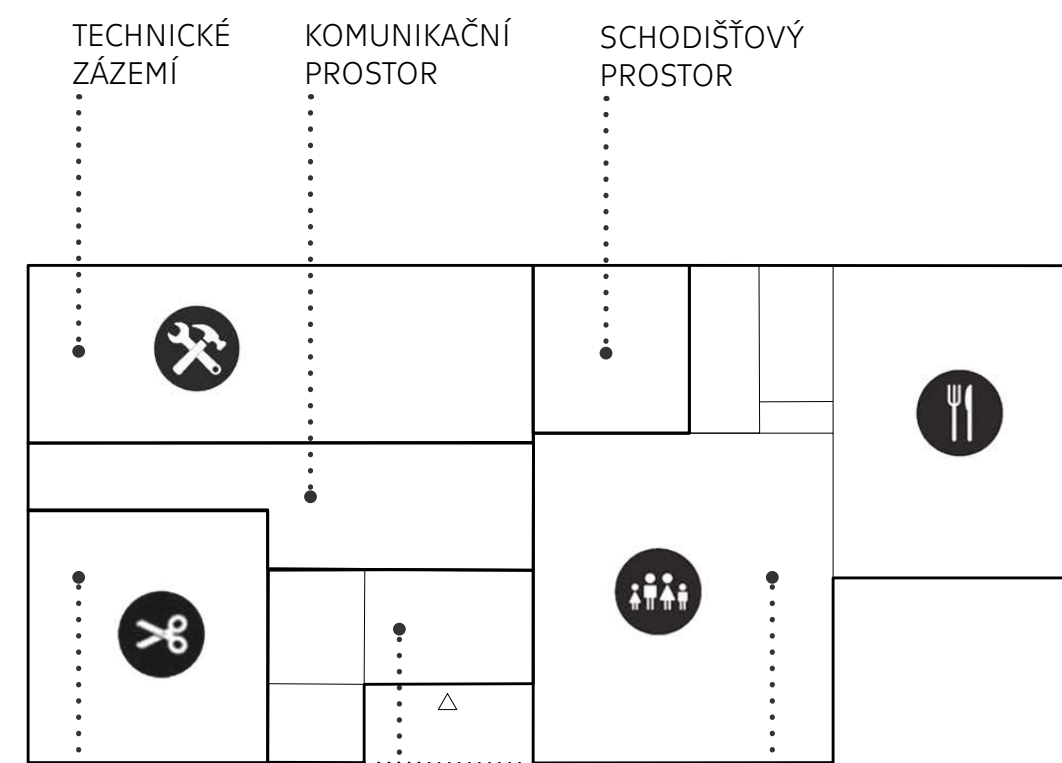 TECHNICKÉ
ZÁZEMÍ
KOMUNIKAČNÍ
PROSTOR
SCHODIŠŤOVÝ
PROSTOR